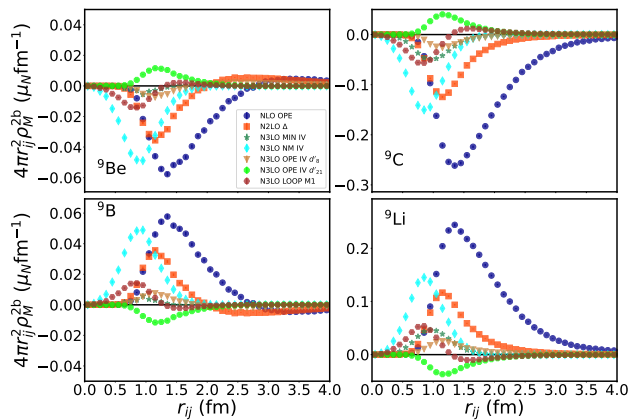 0.04
0.02
0.00
−0.02
−0.04
−0.06
4πr²ᵢⱼρ²ᵇ_M (μ_N fm⁻¹)
⁹Be
NLO OPE
N2LO Δ
N3LO MIN IV
N3LO NM IV
N3LO OPE IV d′₈
N3LO OPE IV d′₂₁
N3LO LOOP M1
0.0
−0.1
−0.2
−0.3
⁹C
0.06
0.04
0.02
0.00
−0.02
−0.04
4πr²ᵢⱼρ²ᵇ_M (μ_N fm⁻¹)
⁹B
0.0 0.5 1.0 1.5 2.0 2.5 3.0 3.5 4.0
rᵢⱼ (fm)
0.2
0.1
0.0
⁹Li
0.0 0.5 1.0 1.5 2.0 2.5 3.0 3.5 4.0
rᵢⱼ (fm)